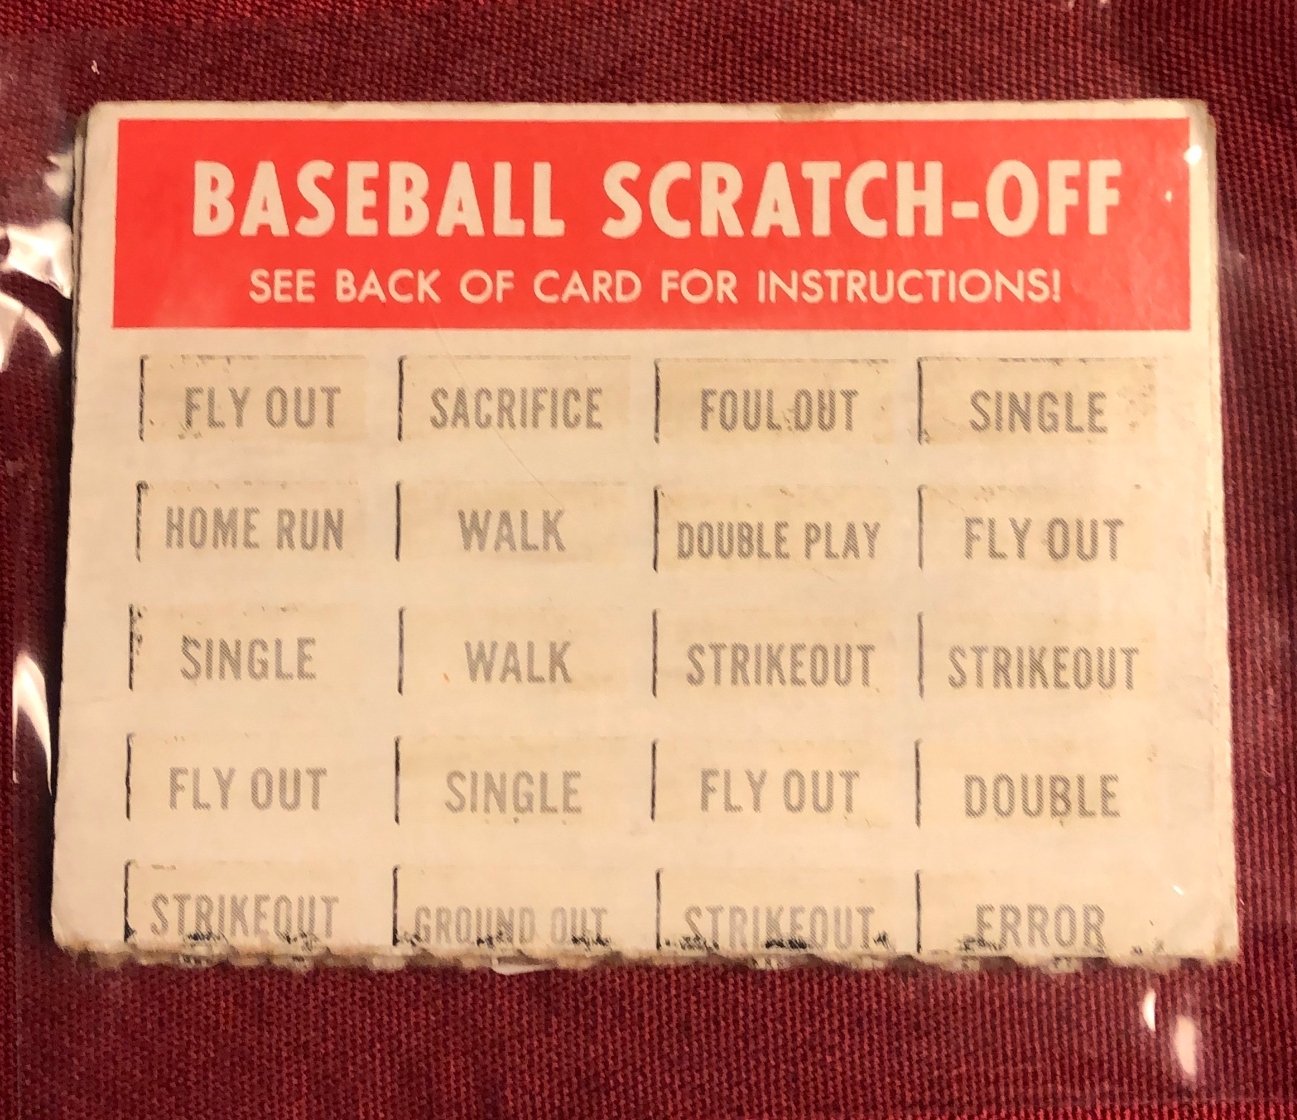 BASEBALL SCRATCH-OFF
SEE BACK OF CARD FOR INSTRUCTIONS!
FLY OUT SACRIFICE FOUL OUT SINGLE
HOME RUN WALK DOUBLE PLAY FLY OUT
SINGLE WALK STRIKEOUT STRIKEOUT
FLY OUT SINGLE FLY OUT DOUBLE
STRIKEOUT GROUND OUT STRIKEOUT ERROR